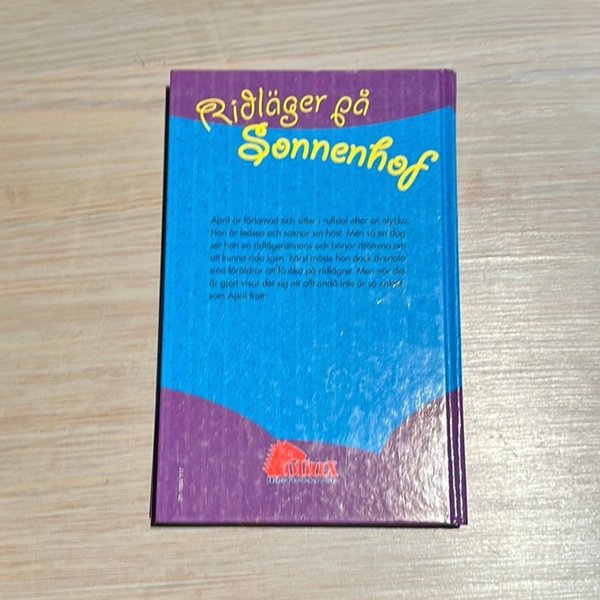 Ridläger på
Sonnenhof
April är förlamad och sitter i rullstol efter en olycka.
Hon är ledsen och saknar sin häst. Men så en dag
ser hon en ridlägerannons och börjar drömma om
att kunna rida igen. Först måste hon dock övertala
sina föräldrar att få åka på ridlägret. Men när det
är gjort visar det sig att allt ändå inte är så enkelt
som April trott.